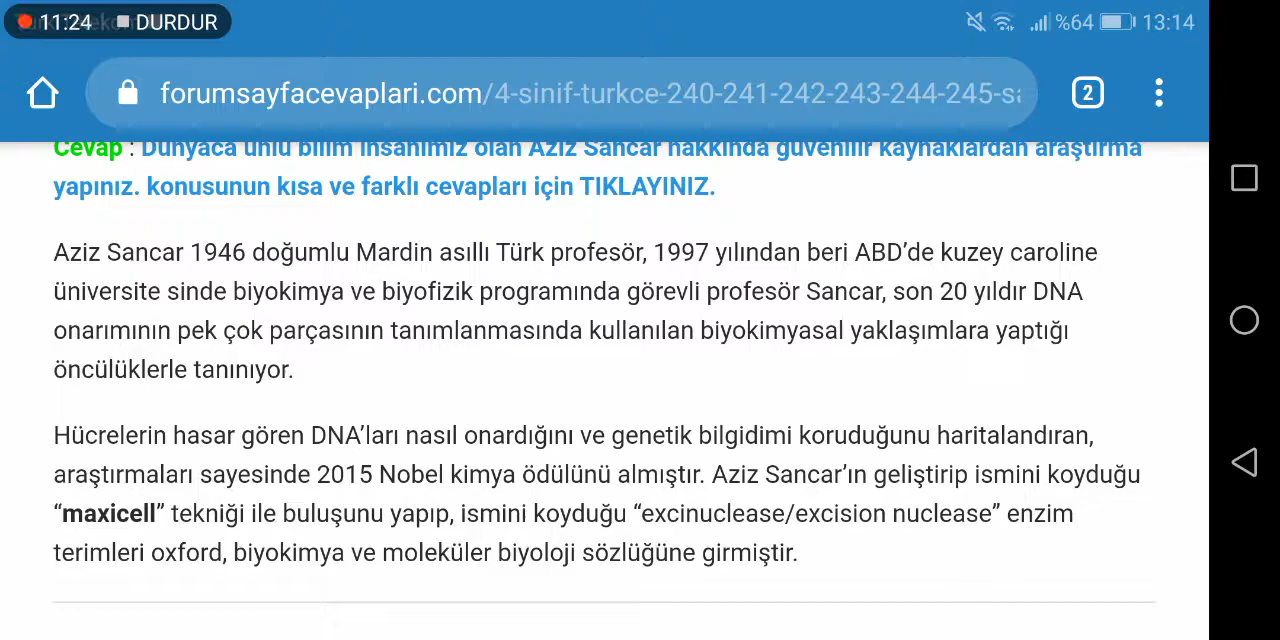 11:24 DURDUR %64 13:14
forumsayfacevaplari.com/4-sinif-turkce-240-241-242-243-244-245-sa
2
Cevap : Dünyaca ünlü bilim insanımız olan Aziz Sancar hakkında güvenilir kaynaklardan araştırma
yapınız. konusunun kısa ve farklı cevapları için TIKLAYINIZ.
Aziz Sancar 1946 doğumlu Mardin asıllı Türk profesör, 1997 yılından beri ABD’de kuzey caroline
üniversite sinde biyokimya ve biyofizik programında görevli profesör Sancar, son 20 yıldır DNA
onarımının pek çok parçasının tanımlanmasında kullanılan biyokimyasal yaklaşımlara yaptığı
öncülüklerle tanınıyor.
Hücrelerin hasar gören DNA’ları nasıl onardığını ve genetik bilgidimi koruduğunu haritalandıran,
araştırmaları sayesinde 2015 Nobel kimya ödülünü almıştır. Aziz Sancar’ın geliştirip ismini koyduğu
“maxicell” tekniği ile buluşunu yapıp, ismini koyduğu “excinuclease/excision nuclease” enzim
terimleri oxford, biyokimya ve moleküler biyoloji sözlüğüne girmiştir.